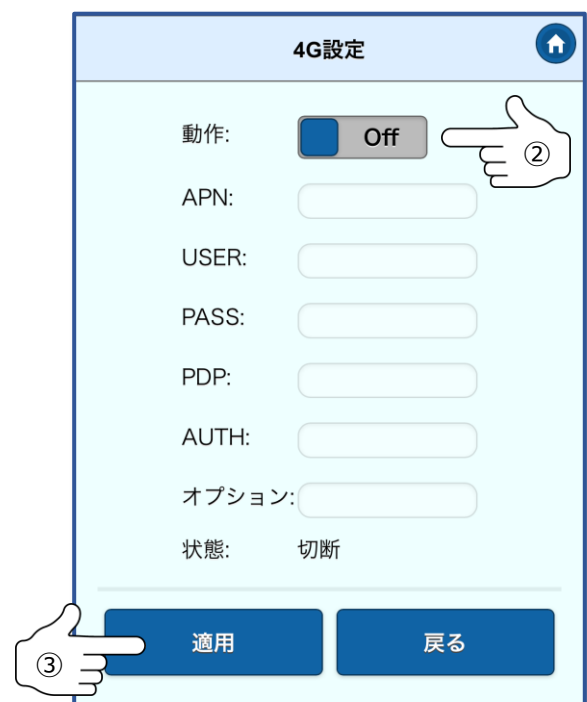 4G設定
動作: Off ②
APN:
USER:
PASS:
PDP:
AUTH:
オプション:
状態: 切断
③ 適用 戻る